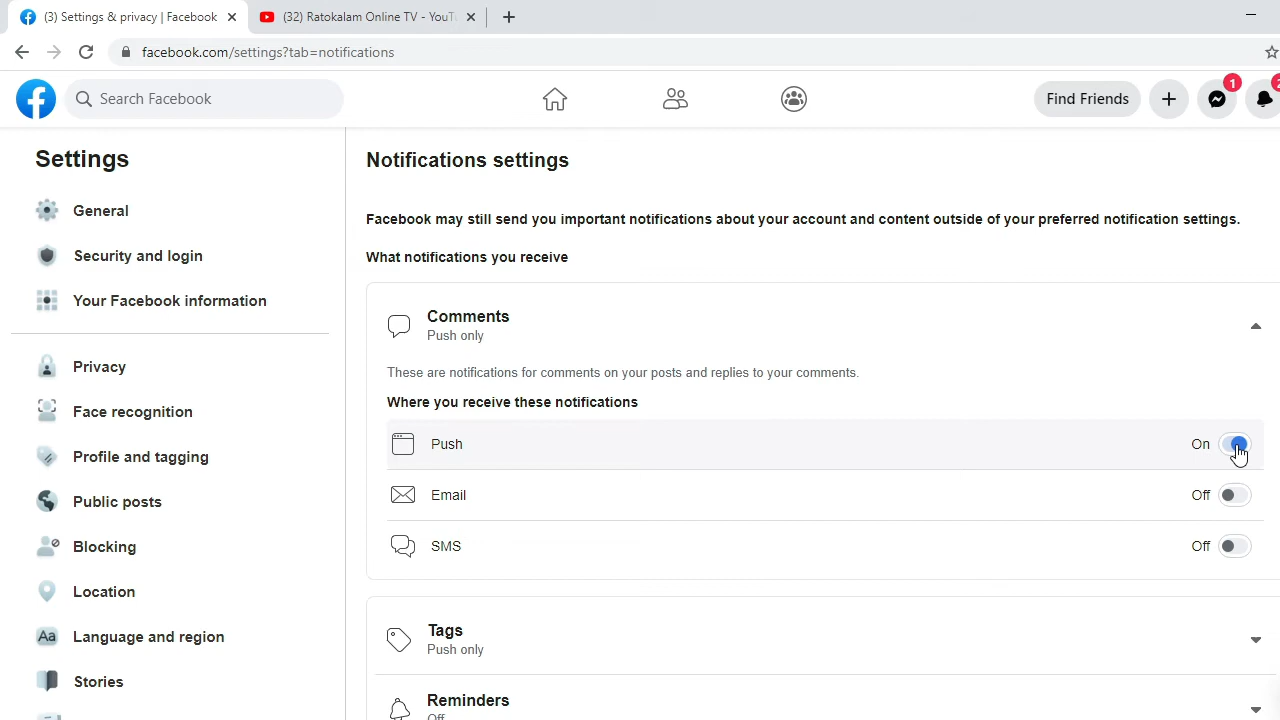 (3) Settings & privacy | Facebook
(32) Ratokalam Online TV - YouT
facebook.com/settings?tab=notifications
Search Facebook
Find Friends
1
2
Settings
General
Security and login
Your Facebook information
Privacy
Face recognition
Profile and tagging
Public posts
Blocking
Location
Aa Language and region
Stories
Notifications settings
Facebook may still send you important notifications about your account and content outside of your preferred notification settings.
What notifications you receive
Comments
Push only
These are notifications for comments on your posts and replies to your comments.
Where you receive these notifications
Push On
Email Off
SMS Off
Tags
Push only
Reminders
Off